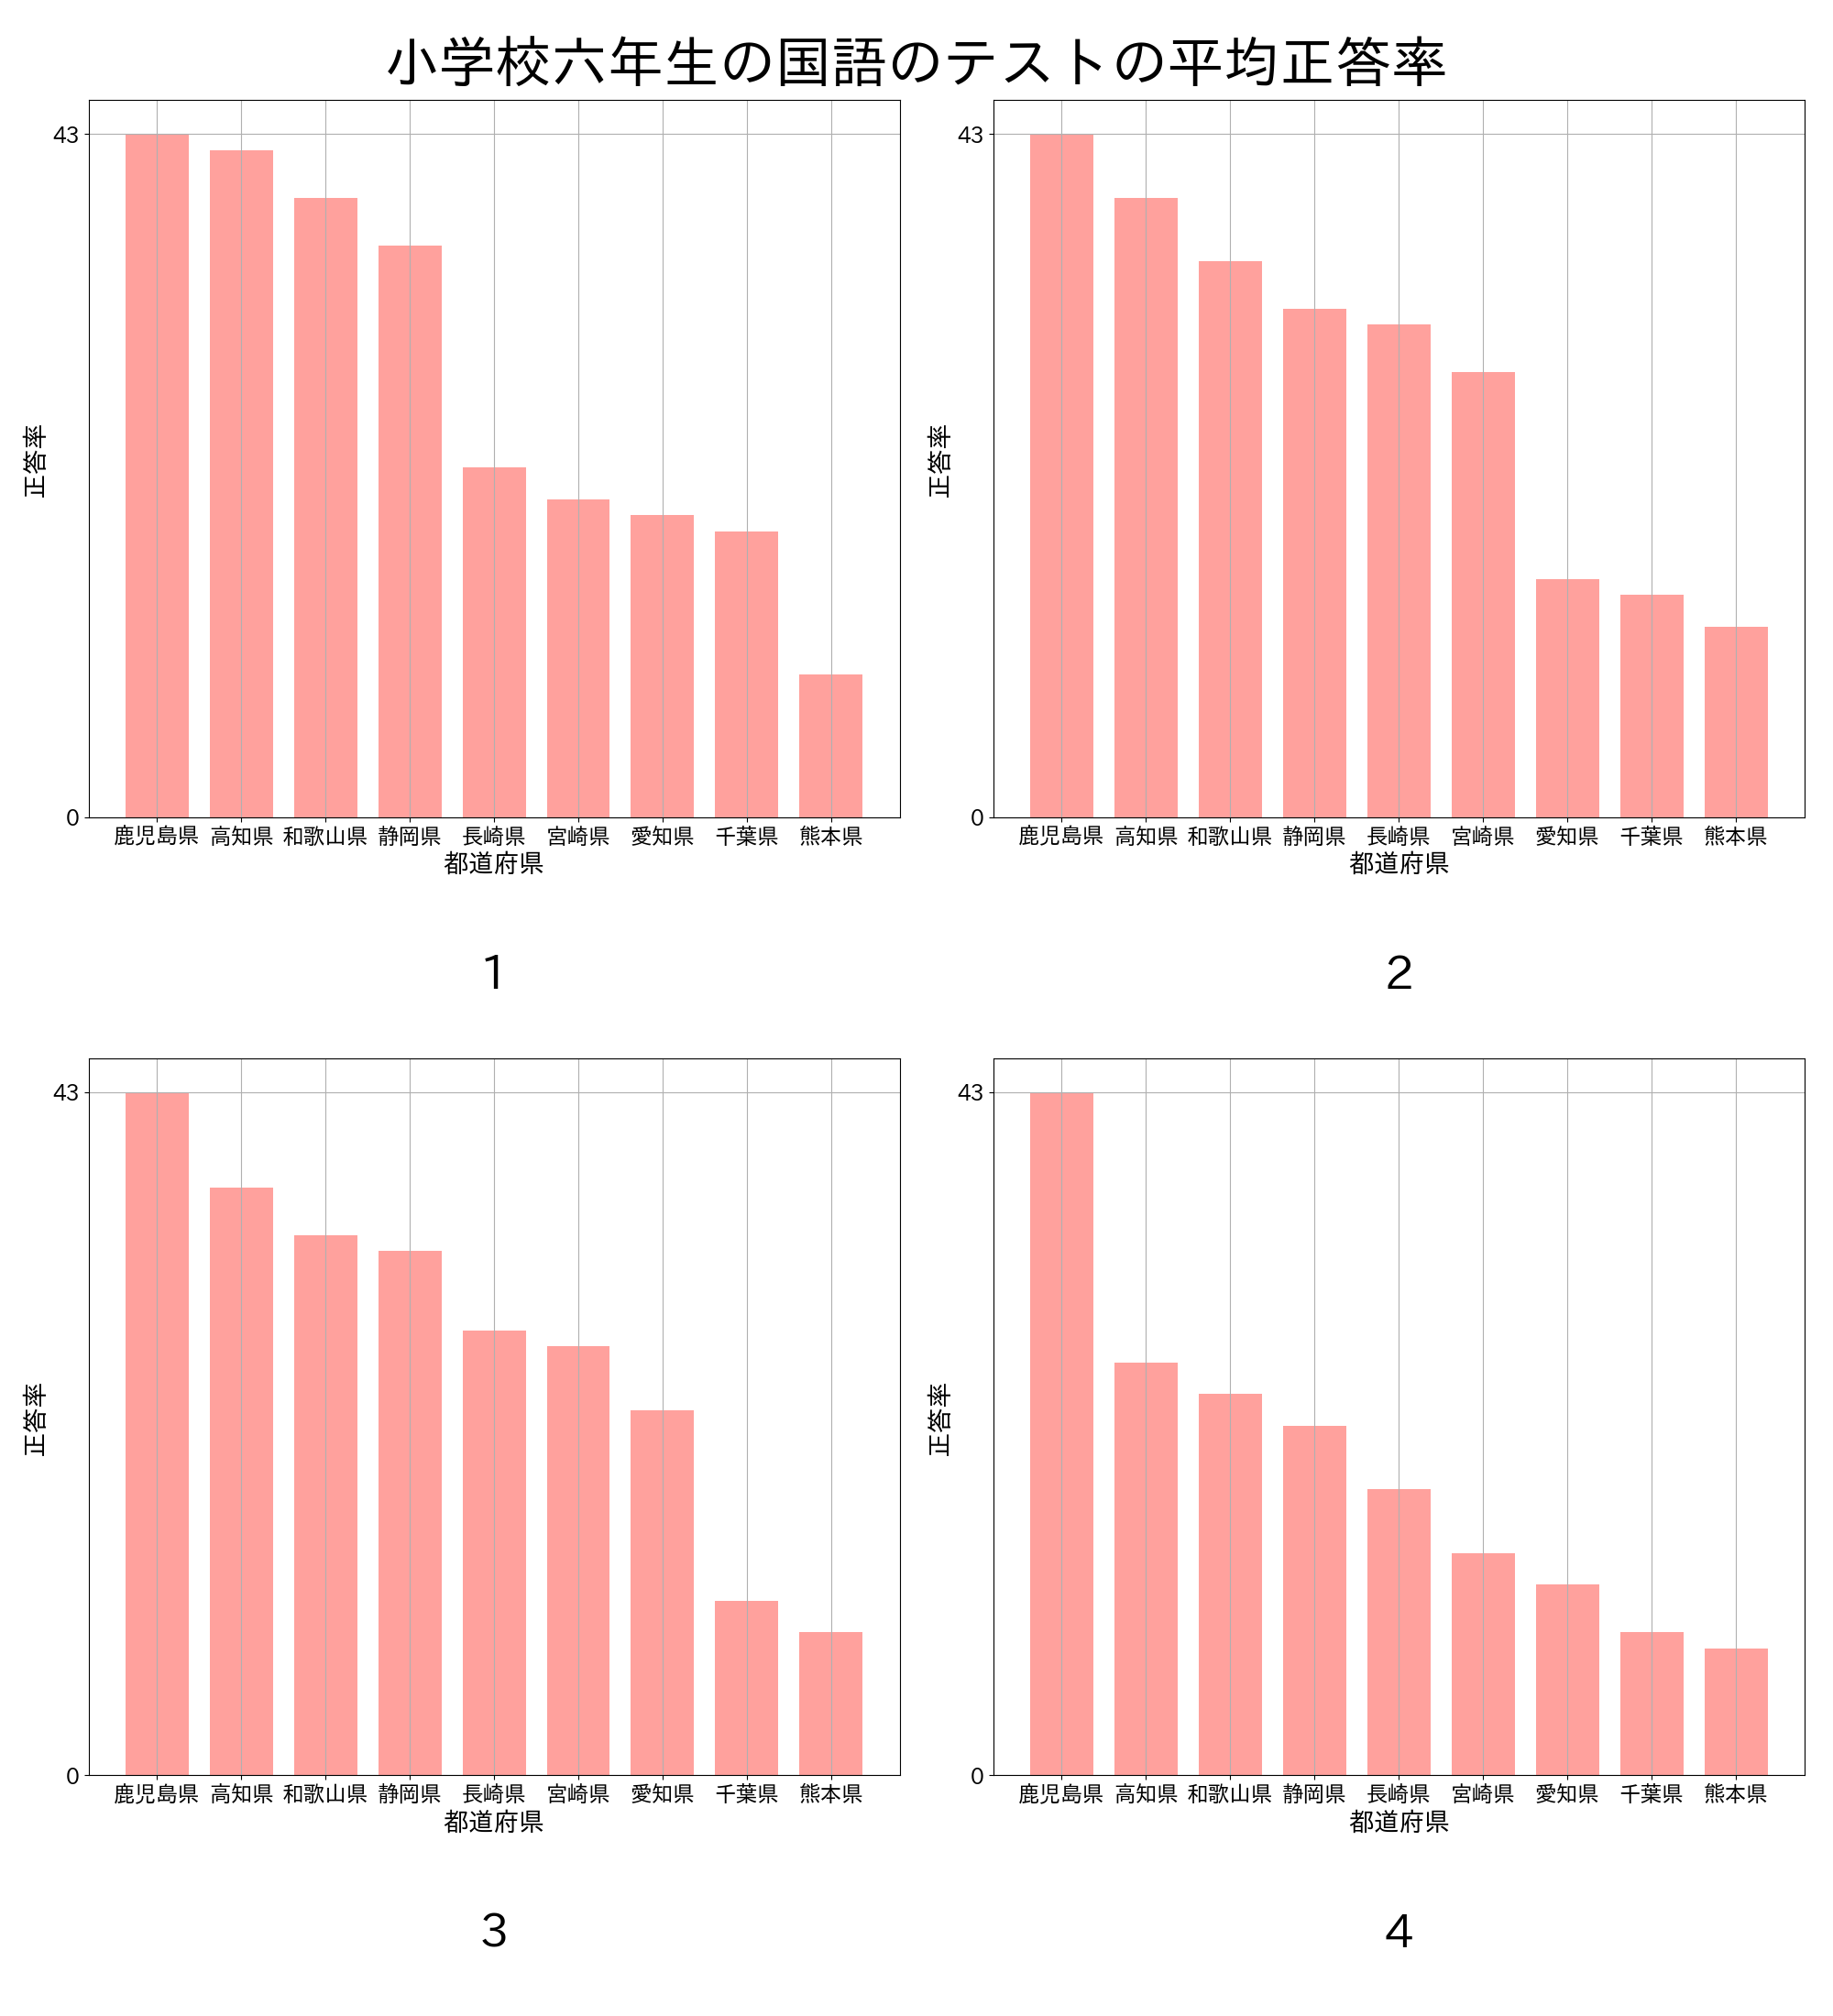 小学校六年生の国語のテストの平均正答率
43
0
正答率
鹿児島県 高知県 和歌山県 静岡県 長崎県 宮崎県 愛知県 千葉県 熊本県
都道府県
1
43
0
正答率
鹿児島県 高知県 和歌山県 静岡県 長崎県 宮崎県 愛知県 千葉県 熊本県
都道府県
2
43
0
正答率
鹿児島県 高知県 和歌山県 静岡県 長崎県 宮崎県 愛知県 千葉県 熊本県
都道府県
3
43
0
正答率
鹿児島県 高知県 和歌山県 静岡県 長崎県 宮崎県 愛知県 千葉県 熊本県
都道府県
4